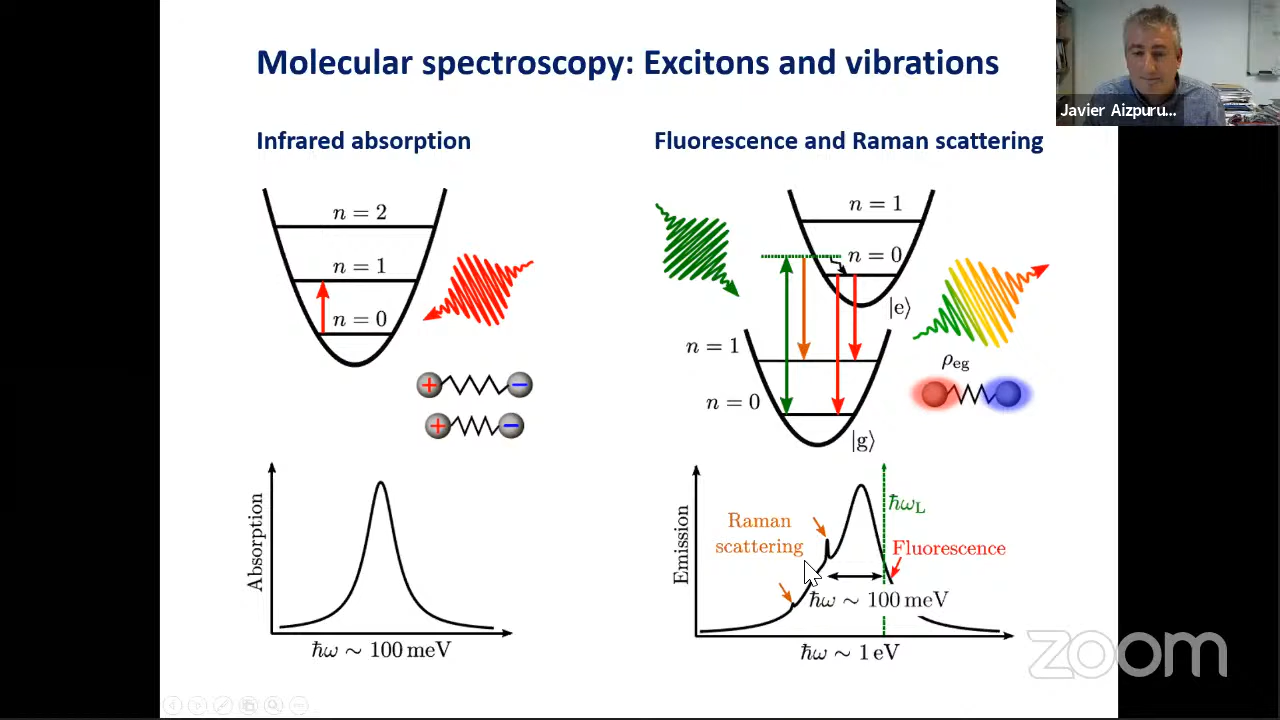 Molecular spectroscopy: Excitons and vibrations
Javier Aizpuru...
Infrared absorption
n = 2
n = 1
n = 0
+
−
+
−
Absorption
ħω ∼ 100 meV
Fluorescence and Raman scattering
n = 1
n = 0
|e⟩
n = 1
n = 0
|g⟩
ρeg
Emission
Raman
scattering
ħωL
Fluorescence
ħω ∼ 100 meV
ħω ∼ 1 eV
zoom